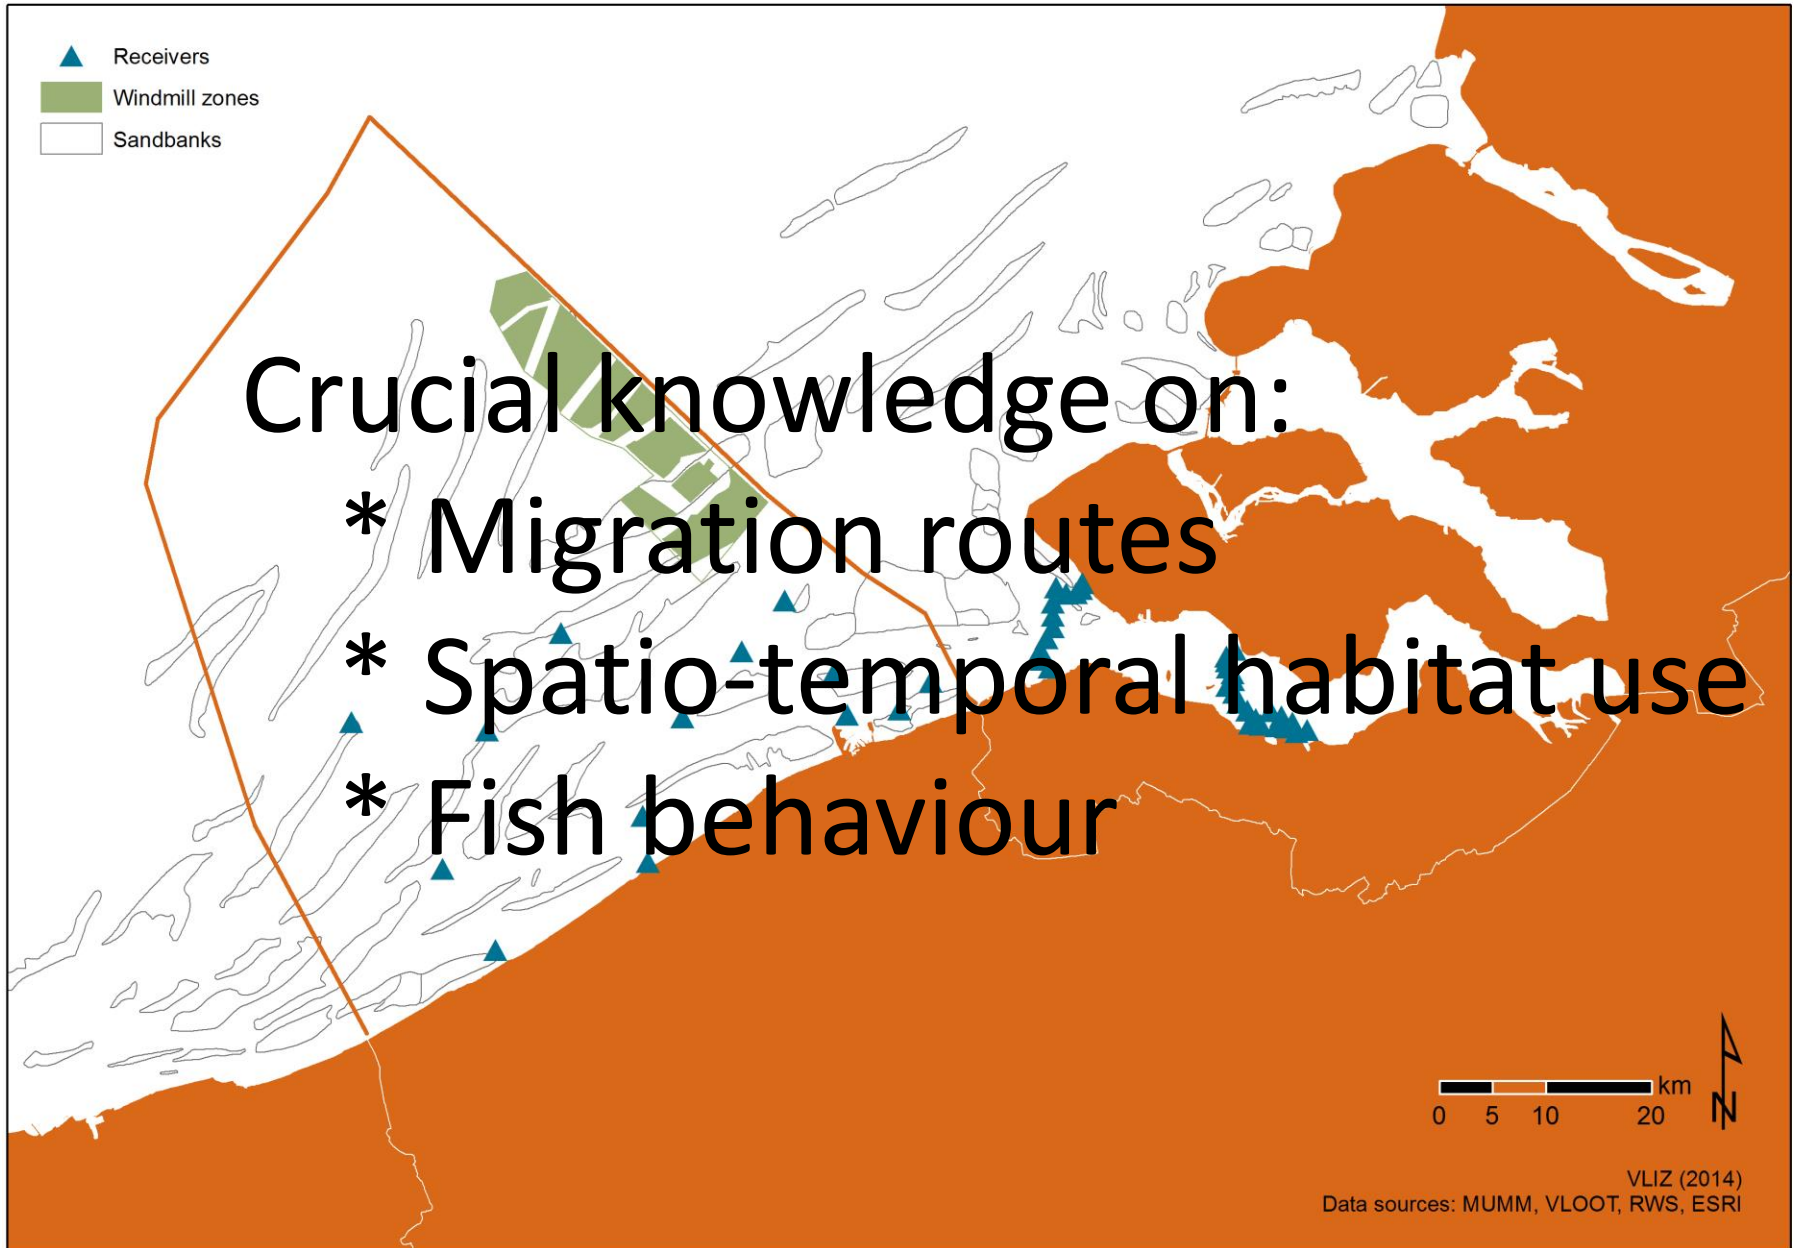 Receivers
Windmill zones
Sandbanks
Crucial knowledge on:
* Migration routes
* Spatio-temporal habitat use
* Fish behaviour
km
0 5 10 20
N
VLIZ (2014)
Data sources: MUMM, VLOOT, RWS, ESRI